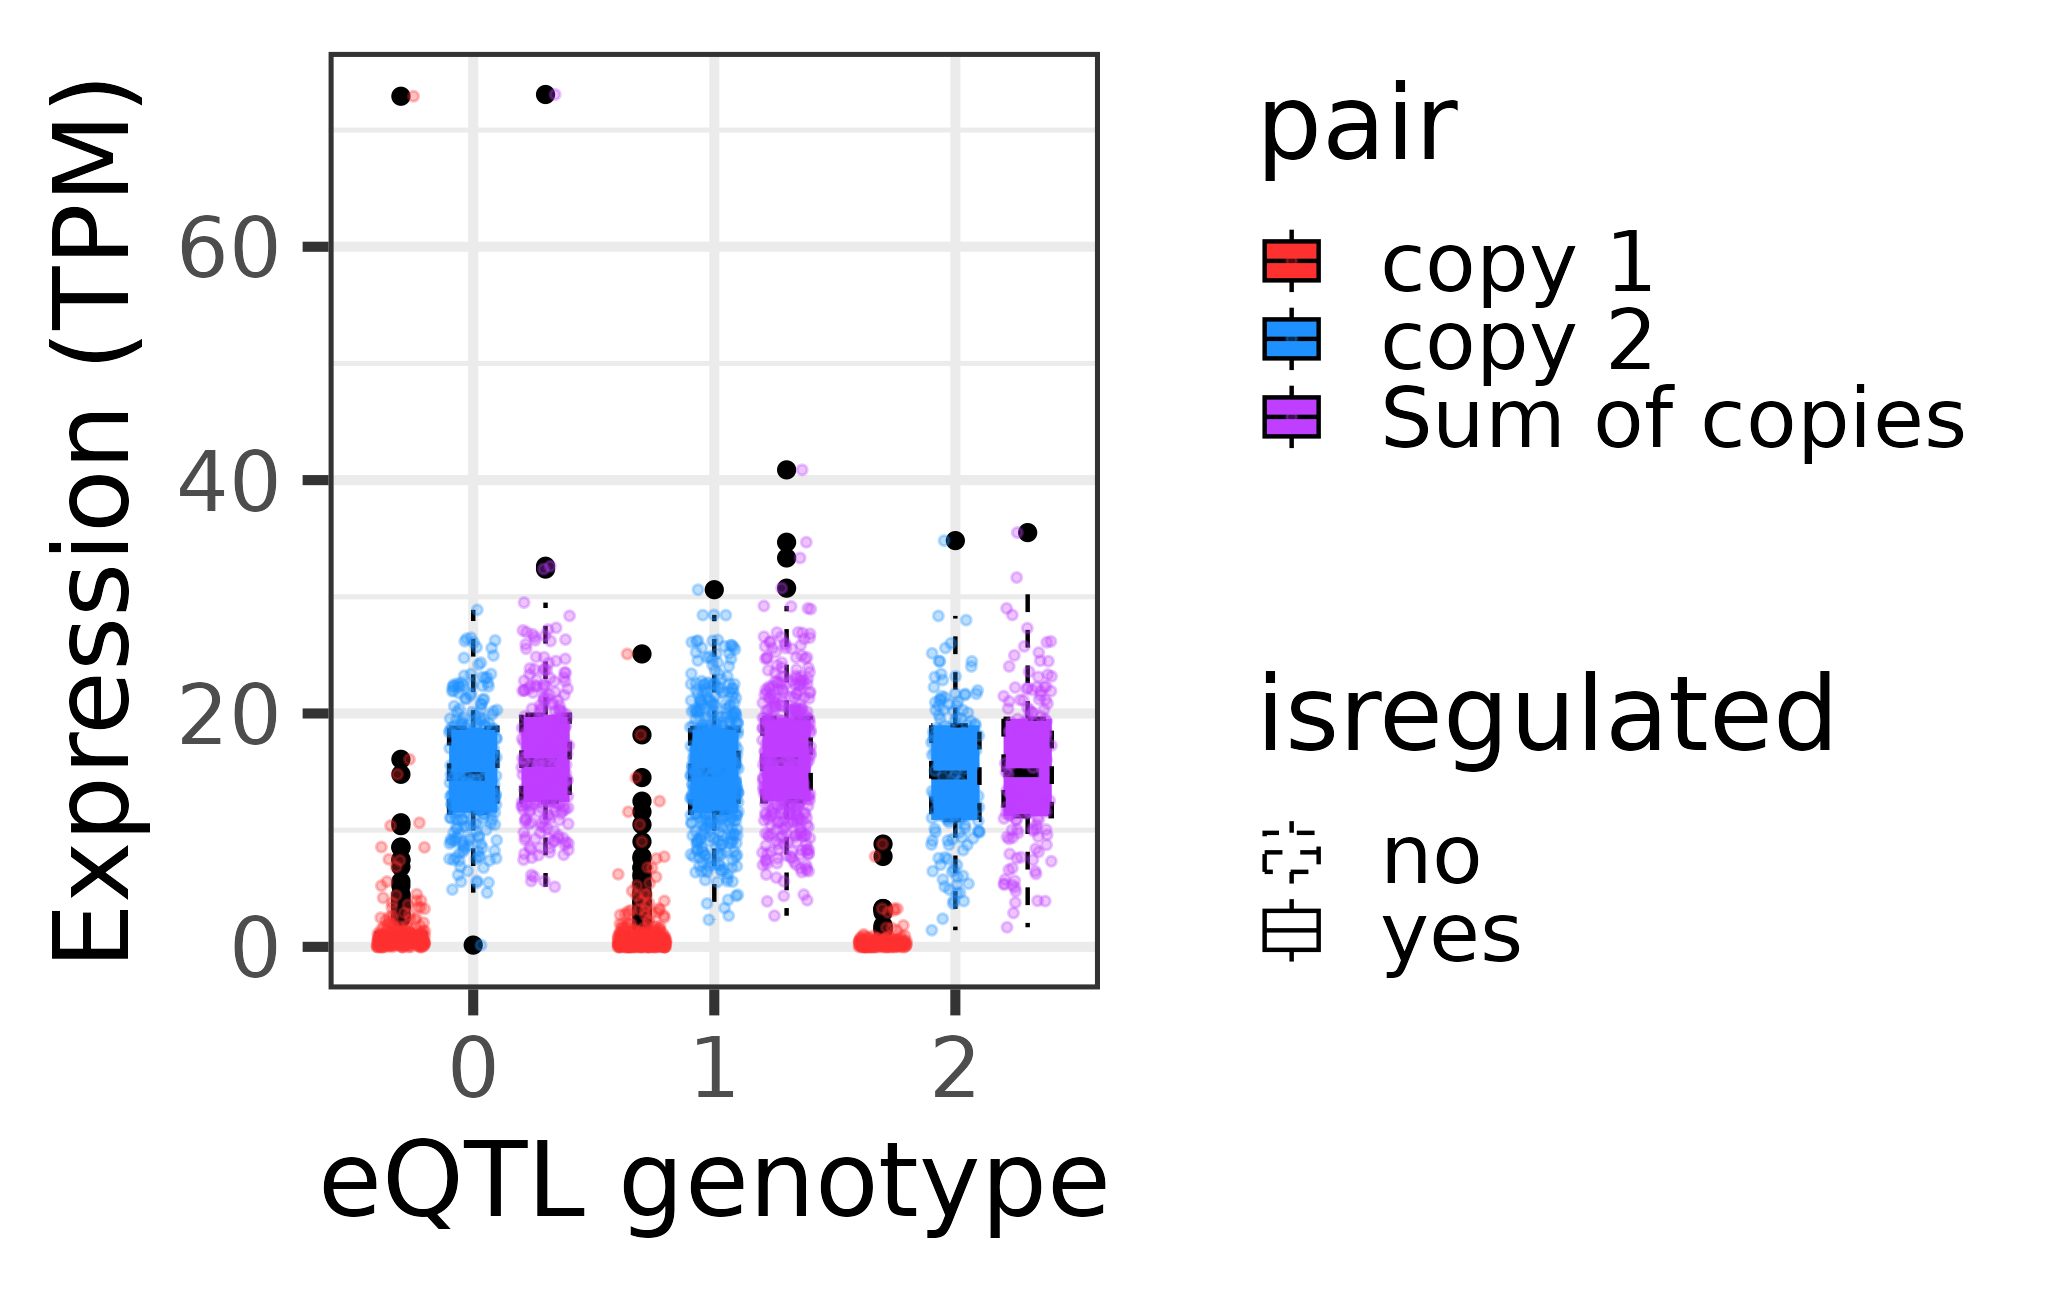 Expression (TPM)
60
40
20
0
0 1 2
eQTL genotype
pair
copy 1
copy 2
Sum of copies
isregulated
no
yes